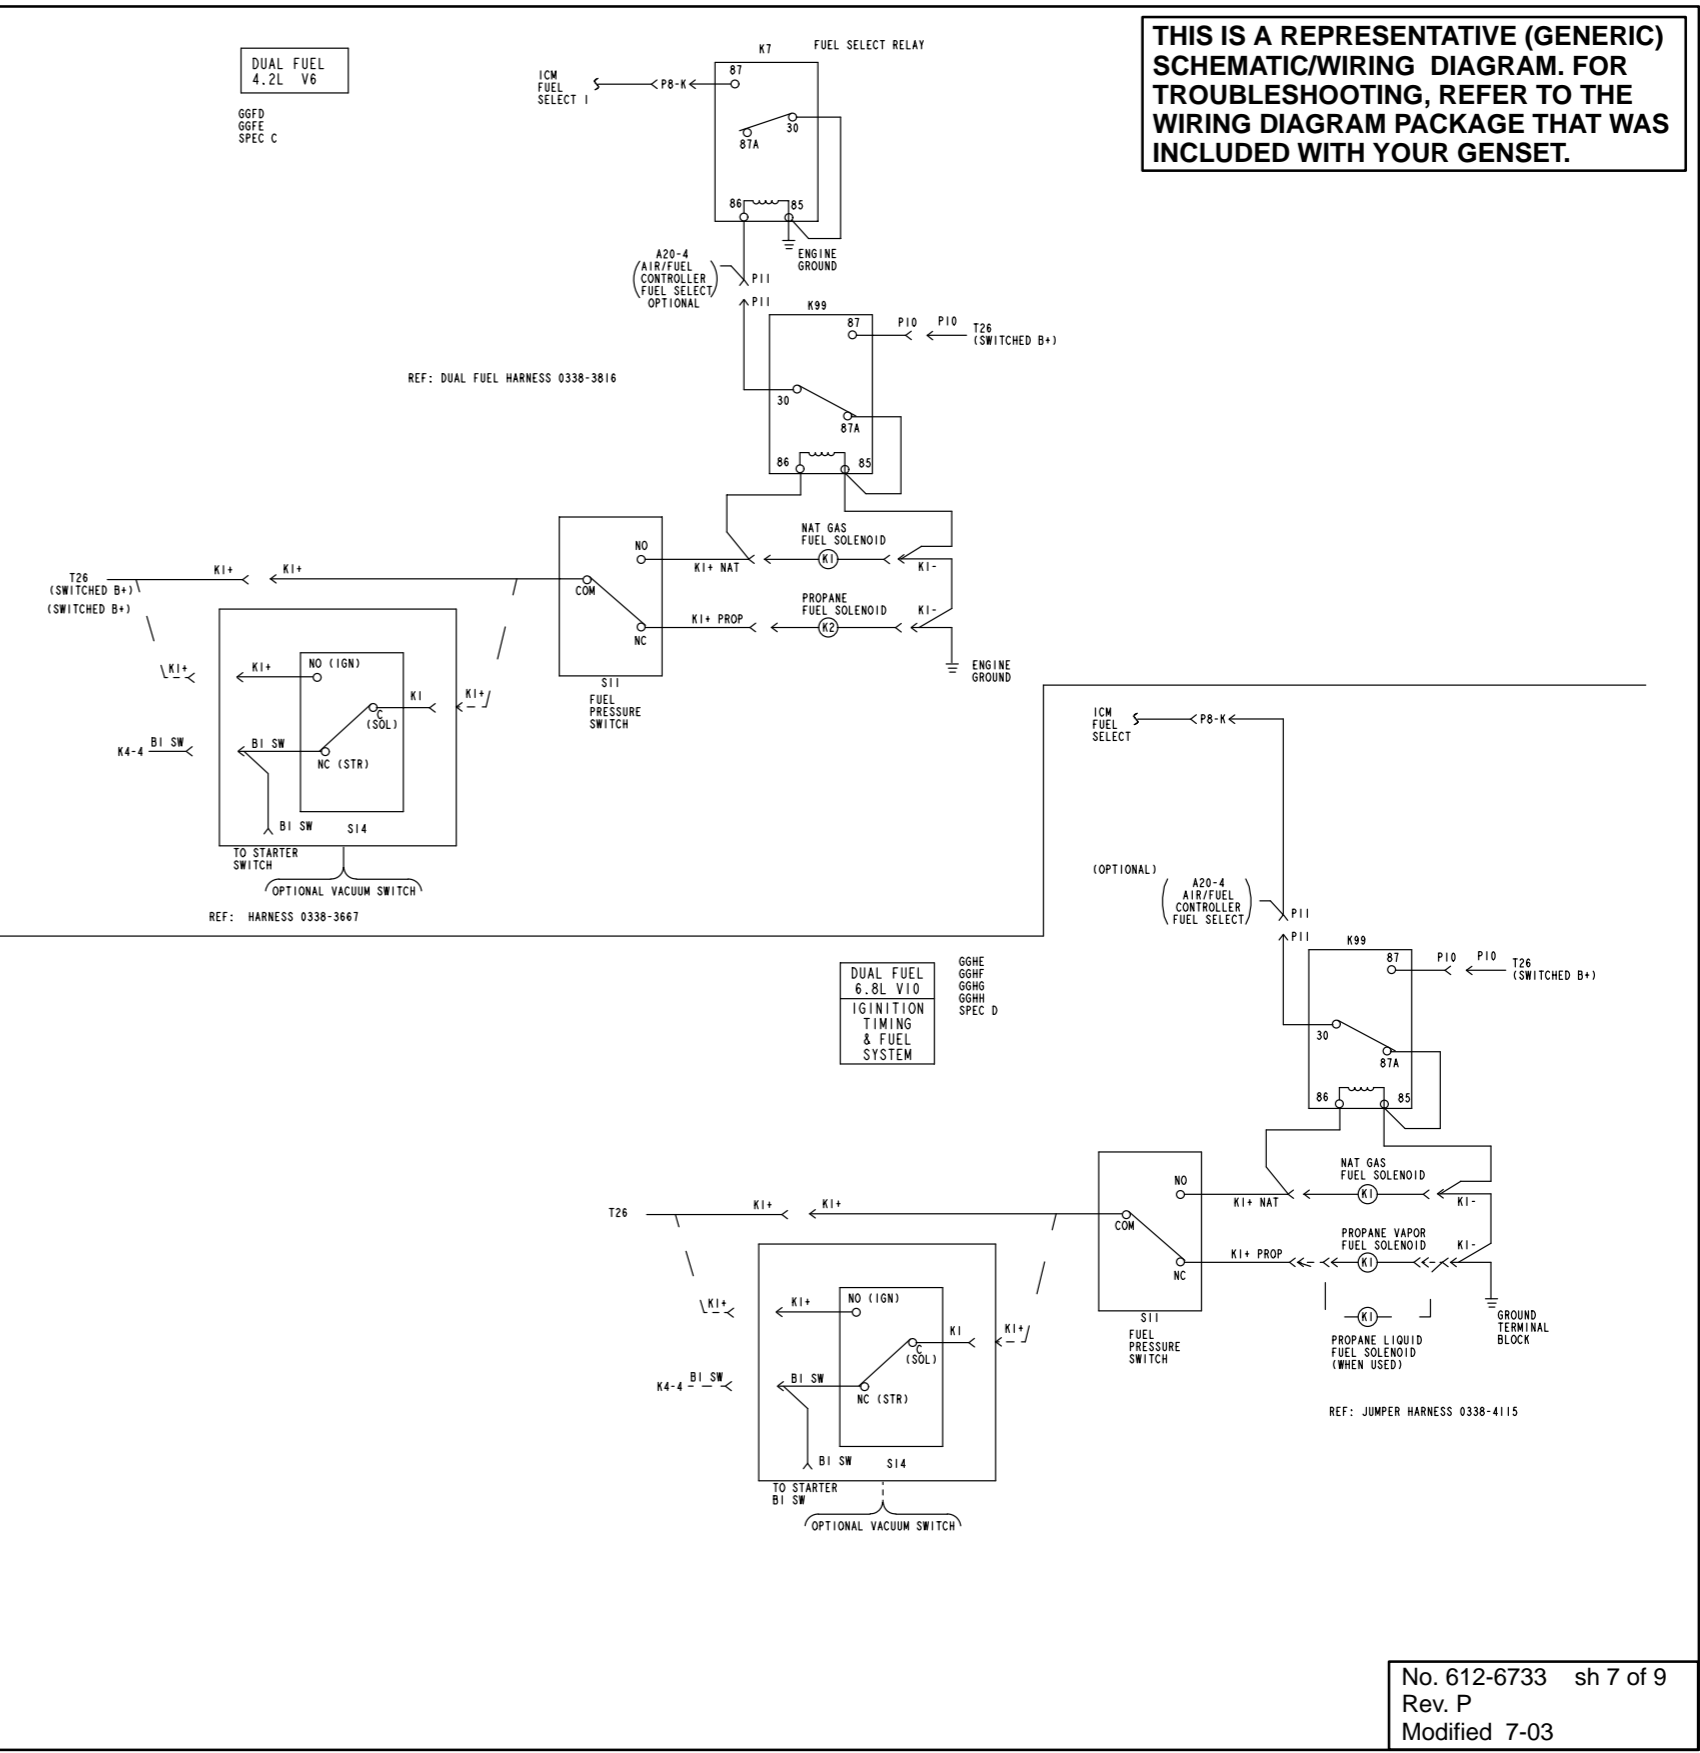 THIS IS A REPRESENTATIVE (GENERIC)
SCHEMATIC/WIRING DIAGRAM. FOR
TROUBLESHOOTING, REFER TO THE
WIRING DIAGRAM PACKAGE THAT WAS
INCLUDED WITH YOUR GENSET.
DUAL FUEL
4.2L V6
GGFD
GGFE
SPEC C
K7
FUEL SELECT RELAY
ICM
FUEL
SELECT 1
P8-K
87
30
87A
86
85
ENGINE
GROUND
A20-4
AIR/FUEL
CONTROLLER
FUEL SELECT
OPTIONAL
P11
P11
K99
87
P10
P10
T26
(SWITCHED B+)
REF: DUAL FUEL HARNESS 0338-3816
30
87A
86
85
NAT GAS
FUEL SOLENOID
NO
K1+ NAT
K1
K1-
T26
(SWITCHED B+)
(SWITCHED B+)
K1+
K1+
COM
PROPANE
FUEL SOLENOID
K1+ PROP
K2
K1-
NC
ENGINE
GROUND
S11
FUEL
PRESSURE
SWITCH
K1+
K1+
NO (IGN)
K1
K1+
C
(SOL)
K4-4
B1 SW
B1 SW
NC (STR)
B1 SW
S14
TO STARTER
SWITCH
OPTIONAL VACUUM SWITCH
REF: HARNESS 0338-3667
ICM
FUEL
SELECT
P8-K
(OPTIONAL)
A20-4
AIR/FUEL
CONTROLLER
FUEL SELECT
P11
P11
DUAL FUEL
6.8L V10
IGINITION
TIMING
& FUEL
SYSTEM
GGHE
GGHF
GGHG
GGHH
SPEC D
K99
87
P10
P10
T26
(SWITCHED B+)
30
87A
86
85
NAT GAS
FUEL SOLENOID
NO
K1+ NAT
K1
K1-
T26
K1+
K1+
COM
PROPANE VAPOR
FUEL SOLENOID
K1+ PROP
K1
K1-
NC
S11
FUEL
PRESSURE
SWITCH
K1
PROPANE LIQUID
FUEL SOLENOID
(WHEN USED)
GROUND
TERMINAL
BLOCK
K1+
K1+
NO (IGN)
K1
K1+
C
(SOL)
K4-4
B1 SW
B1 SW
NC (STR)
REF: JUMPER HARNESS 0338-4115
B1 SW
S14
TO STARTER
B1 SW
OPTIONAL VACUUM SWITCH
No. 612-6733 sh 7 of 9
Rev. P
Modified 7-03